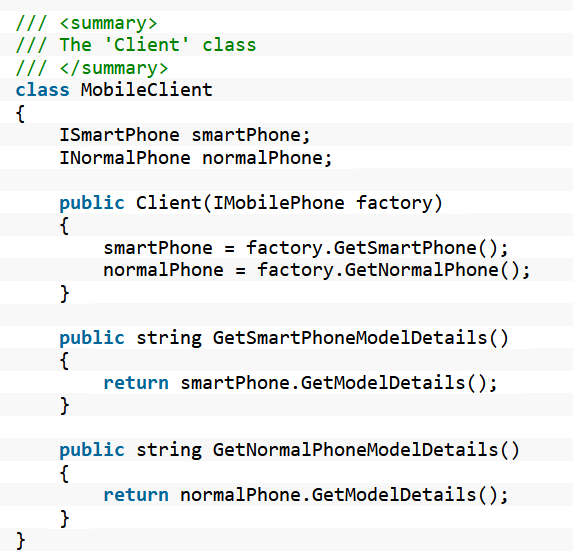 /// <summary>
/// The 'Client' class
/// </summary>
class MobileClient
{
    ISmartPhone smartPhone;
    INormalPhone normalPhone;

    public Client(IMobilePhone factory)
    {
        smartPhone = factory.GetSmartPhone();
        normalPhone = factory.GetNormalPhone();
    }

    public string GetSmartPhoneModelDetails()
    {
        return smartPhone.GetModelDetails();
    }

    public string GetNormalPhoneModelDetails()
    {
        return normalPhone.GetModelDetails();
    }
}